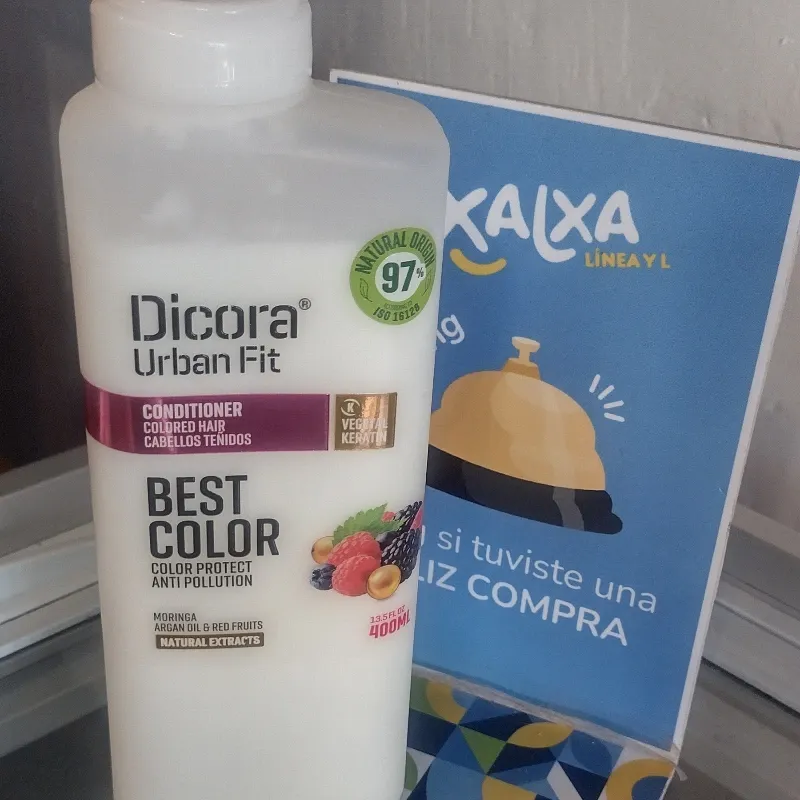 NATURAL ORIGIN
97%
ISO 16128
Dicora®
Urban Fit
CONDITIONER
COLORED HAIR
CABELLOS TEÑIDOS
K
VEGETAL
KERATIN
BEST
COLOR
COLOR PROTECT
ANTI POLLUTION
MORINGA
ARGAN OIL & RED FRUITS
NATURAL EXTRACTS
13.5 FL OZ
400ML
XALXA
LÍNEA Y L
si tuviste una
LIZ COMPRA